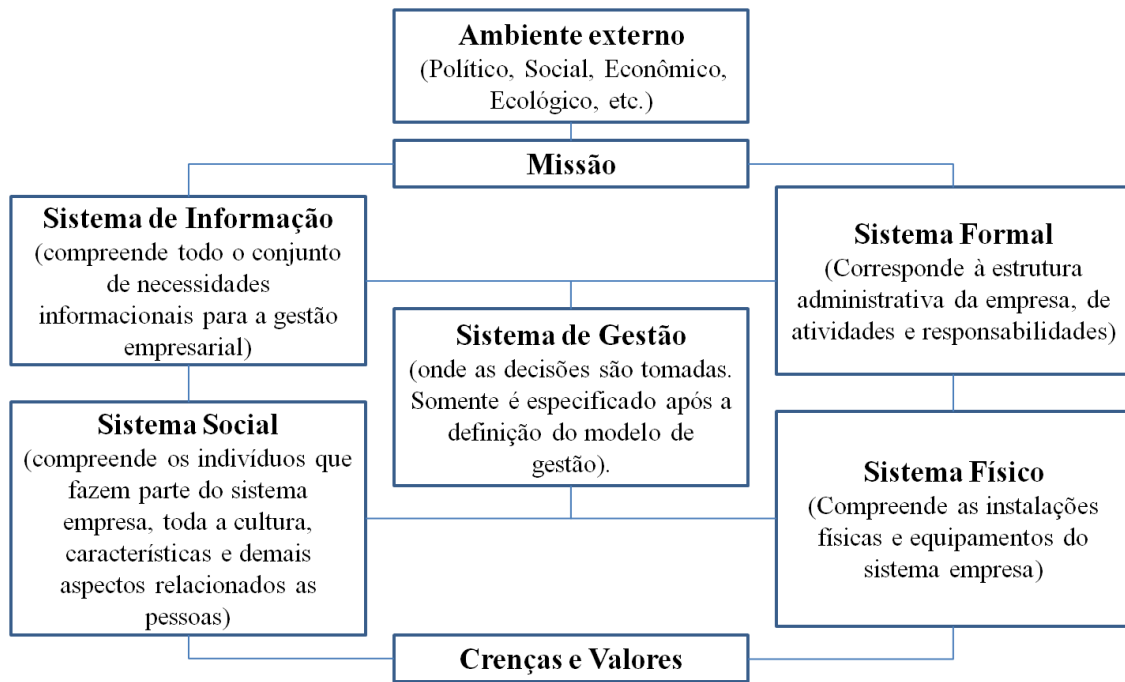 Ambiente externo
(Político, Social, Econômico,
Ecológico, etc.)
Missão
Sistema de Informação
(compreende todo o conjunto
de necessidades
informacionais para a gestão
empresarial)
Sistema Formal
(Corresponde à estrutura
administrativa da empresa, de
atividades e responsabilidades)
Sistema de Gestão
(onde as decisões são tomadas.
Somente é especificado após a
definição do modelo de
gestão).
Sistema Social
(compreende os indivíduos que
fazem parte do sistema
empresa, toda a cultura,
características e demais
aspectos relacionados as
pessoas)
Sistema Físico
(Compreende as instalações
físicas e equipamentos do
sistema empresa)
Crenças e Valores